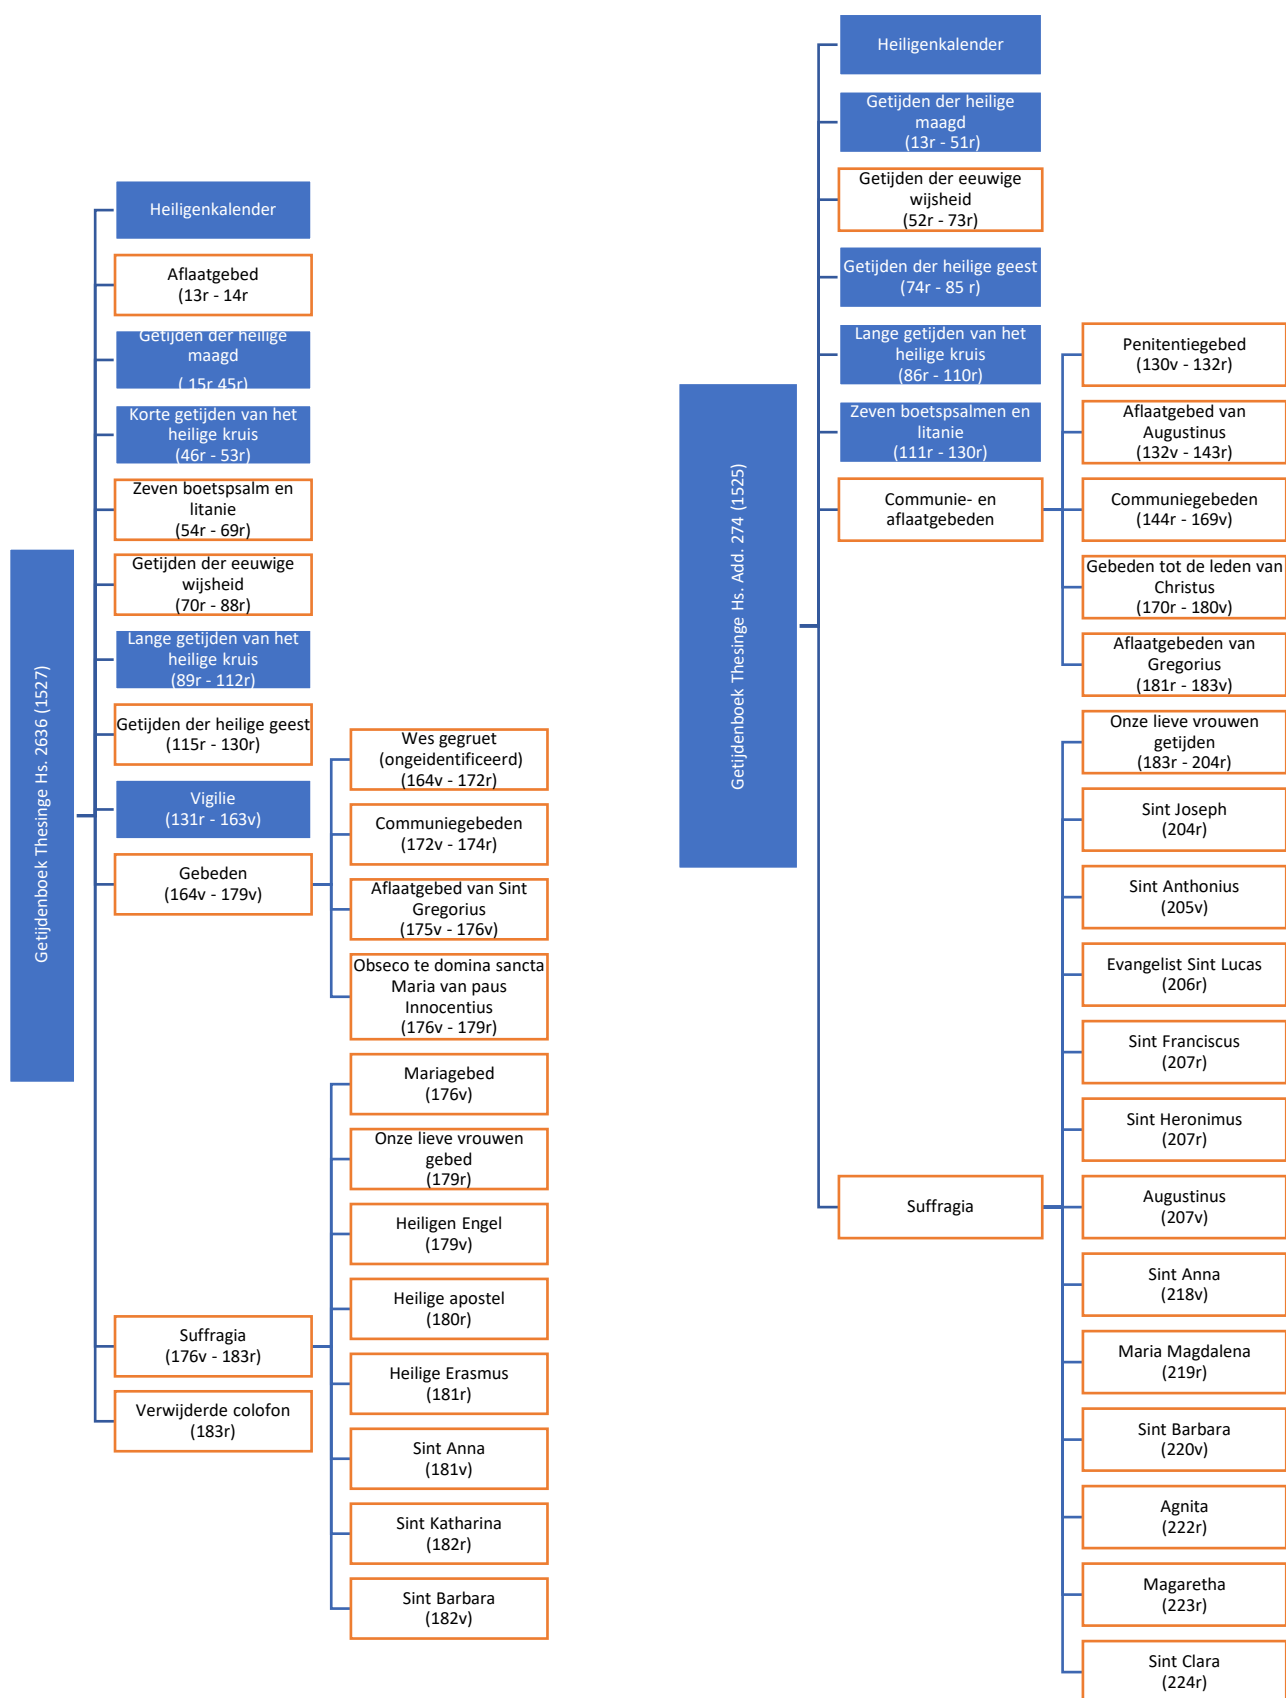 Getijdenboek Thesinge Hs. 2636 (1527)
Heiligenkalender
Aflaatgebed
(13r - 14r
Getijden der heilige
maagd
( 15r 45r)
Korte getijden van het
heilige kruis
(46r - 53r)
Zeven boetspsalm en
litanie
(54r - 69r)
Getijden der eeuwige
wijsheid
(70r - 88r)
Lange getijden van het
heilige kruis
(89r - 112r)
Getijden der heilige geest
(115r - 130r)
Vigilie
(131r - 163v)
Gebeden
(164v - 179v)
Wes gegruet
(ongeidentificeerd)
(164v - 172r)
Communiegebeden
(172v - 174r)
Aflaatgebed van Sint
Gregorius
(175v - 176v)
Obseco te domina sancta
Maria van paus
Innocentius
(176v - 179r)
Suffragia
(176v - 183r)
Mariagebed
(176v)
Onze lieve vrouwen
gebed
(179r)
Heiligen Engel
(179v)
Heilige apostel
(180r)
Heilige Erasmus
(181r)
Sint Anna
(181v)
Sint Katharina
(182r)
Sint Barbara
(182v)
Verwijderde colofon
(183r)
Getijdenboek Thesinge Hs. Add. 274 (1525)
Heiligenkalender
Getijden der heilige
maagd
(13r - 51r)
Getijden der eeuwige
wijsheid
(52r - 73r)
Getijden der heilige geest
(74r - 85 r)
Lange getijden van het
heilige kruis
(86r - 110r)
Zeven boetspsalmen en
litanie
(111r - 130r)
Communie- en
aflaatgebeden
Penitentiegebed
(130v - 132r)
Aflaatgebed van
Augustinus
(132v - 143r)
Communiegebeden
(144r - 169v)
Gebeden tot de leden van
Christus
(170r - 180v)
Aflaatgebeden van
Gregorius
(181r - 183v)
Suffragia
Onze lieve vrouwen
getijden
(183r - 204r)
Sint Joseph
(204r)
Sint Anthonius
(205v)
Evangelist Sint Lucas
(206r)
Sint Franciscus
(207r)
Sint Heronimus
(207r)
Augustinus
(207v)
Sint Anna
(218v)
Maria Magdalena
(219r)
Sint Barbara
(220v)
Agnita
(222r)
Magaretha
(223r)
Sint Clara
(224r)